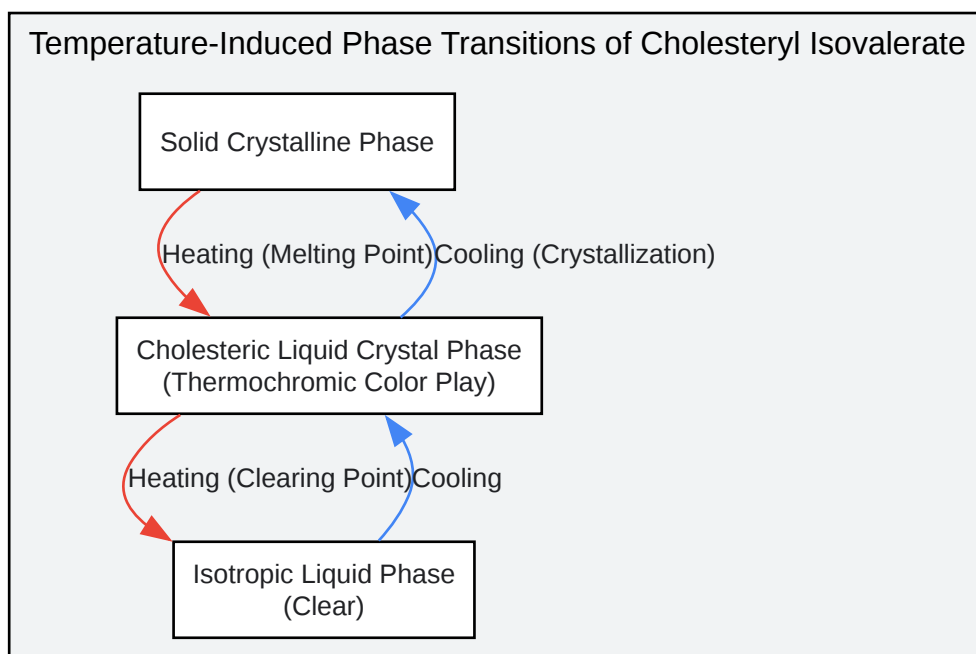 Temperature-Induced Phase Transitions of Cholesteryl Isovalerate
Solid Crystalline Phase
Heating (Melting Point)
Cooling (Crystallization)
Cholesteric Liquid Crystal Phase
(Thermochromic Color Play)
Heating (Clearing Point)
Cooling
Isotropic Liquid Phase
(Clear)